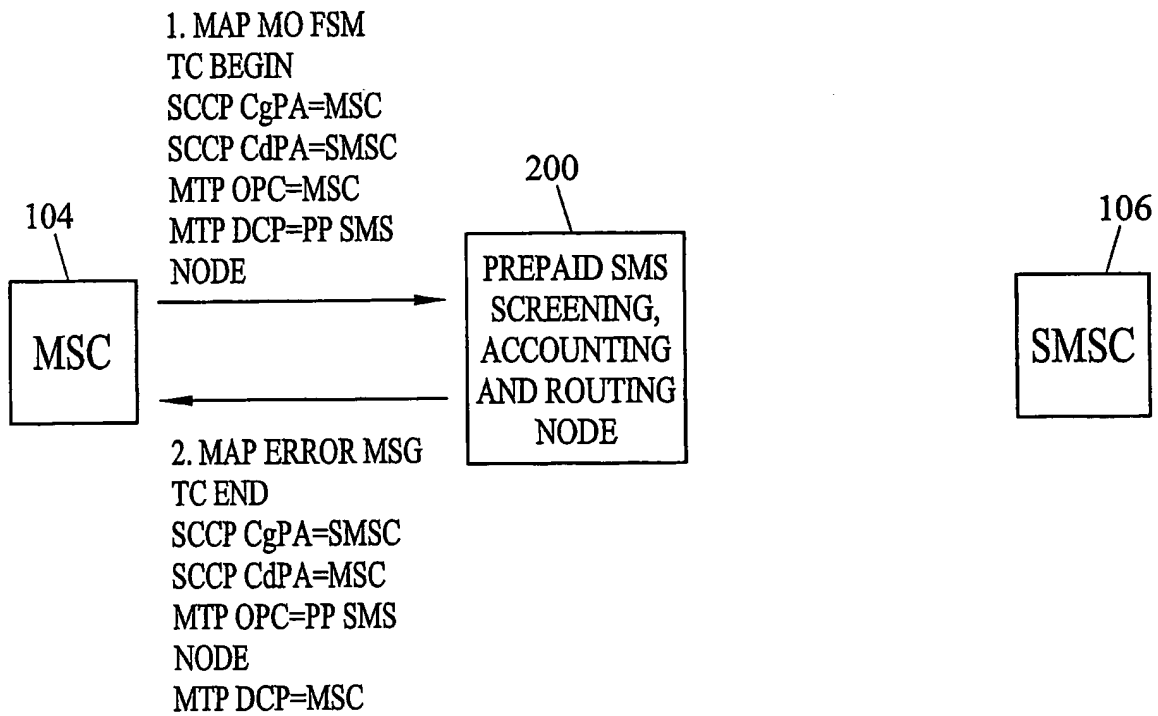 1. MAP MO FSM
TC BEGIN
SCCP CgPA=MSC
SCCP CdPA=SMSC
MTP OPC=MSC
MTP DCP=PP SMS
NODE
104
MSC
200
PREPAID SMS
SCREENING,
ACCOUNTING
AND ROUTING
NODE
106
SMSC
2. MAP ERROR MSG
TC END
SCCP CgPA=SMSC
SCCP CdPA=MSC
MTP OPC=PP SMS
NODE
MTP DCP=MSC